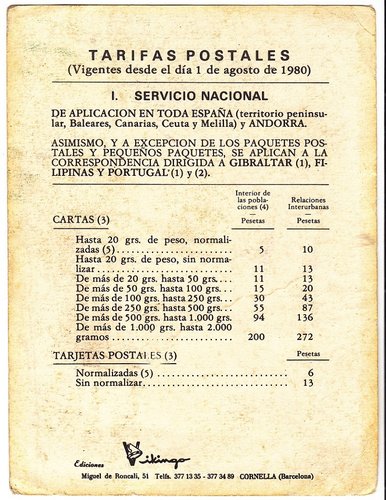 TARIFAS POSTALES
(Vigentes desde el día 1 de agosto de 1980)
I. SERVICIO NACIONAL
DE APLICACION EN TODA ESPAÑA (territorio peninsu-
lar, Baleares, Canarias, Ceuta y Melilla) y ANDORRA.
ASIMISMO, Y A EXCEPCION DE LOS PAQUETES POS-
TALES Y PEQUEÑOS PAQUETES, SE APLICAN A LA
CORRESPONDENCIA DIRIGIDA A GIBRALTAR (1), FI-
LIPINAS Y PORTUGAL (1) y (2).
Interior de las pobla- ciones (4) Relaciones Interurbanas
CARTAS (3) Pesetas Pesetas
Hasta 20 grs. de peso, normali-
zadas (5) 5 10
Hasta 20 grs. de peso, sin norma-
lizar 11 13
De más de 20 grs. hasta 50 grs. 11 13
De más de 50 grs. hasta 100 grs. 15 20
De más de 100 grs. hasta 250 grs. 30 43
De más de 250 grs. hasta 500 grs. 55 87
De más de 500 grs. hasta 1.000 grs. 94 136
De más de 1.000 grs. hasta 2.000
gramos 200 272
TARJETAS POSTALES (3) Pesetas
Normalizadas (5) 6
Sin normalizar 13
Ediciones Vikingo
Miguel de Roncali, 51 Telfs. 377 13 35 - 377 34 89 CORNELLA (Barcelona)